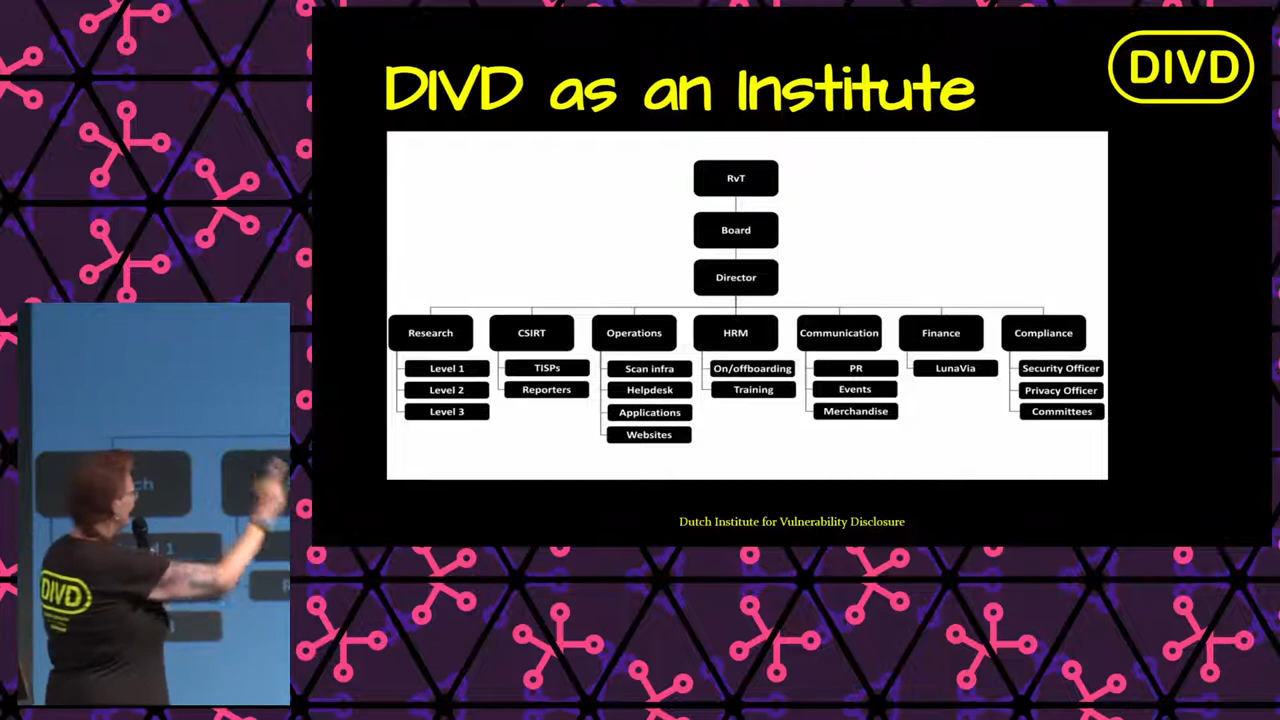 DIVD as an Institute
DIVD
RvT
Board
Director
Research
CSIRT
Operations
HRM
Communication
Finance
Compliance
Level 1
Level 2
Level 3
TISPs
Reporters
Scan infra
Helpdesk
Applications
Websites
On/offboarding
Training
PR
Events
Merchandise
LunaVia
Security Officer
Privacy Officer
Committees
Dutch Institute for Vulnerability Disclosure
DIVD